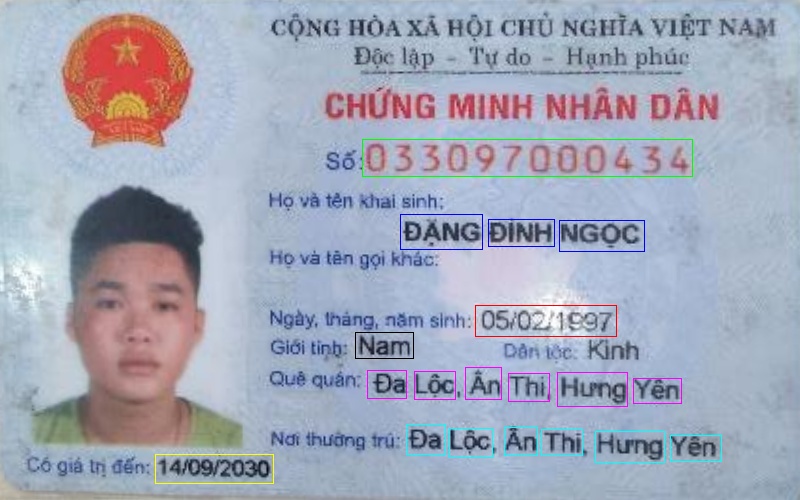 CỘNG HÒA XÃ HỘI CHỦ NGHĨA VIỆT NAM
Độc lập - Tự do - Hạnh phúc
CHỨNG MINH NHÂN DÂN
Số: 033097000434
Họ và tên khai sinh:
ĐẶNG ĐÌNH NGỌC
Họ và tên gọi khác:
Ngày, tháng, năm sinh: 05/02/1997
Giới tính: Nam Dân tộc: Kinh
Quê quán: Đa Lộc, Ân Thi, Hưng Yên
Nơi thường trú: Đa Lộc, Ân Thi, Hưng Yên
Có giá trị đến: 14/09/2030